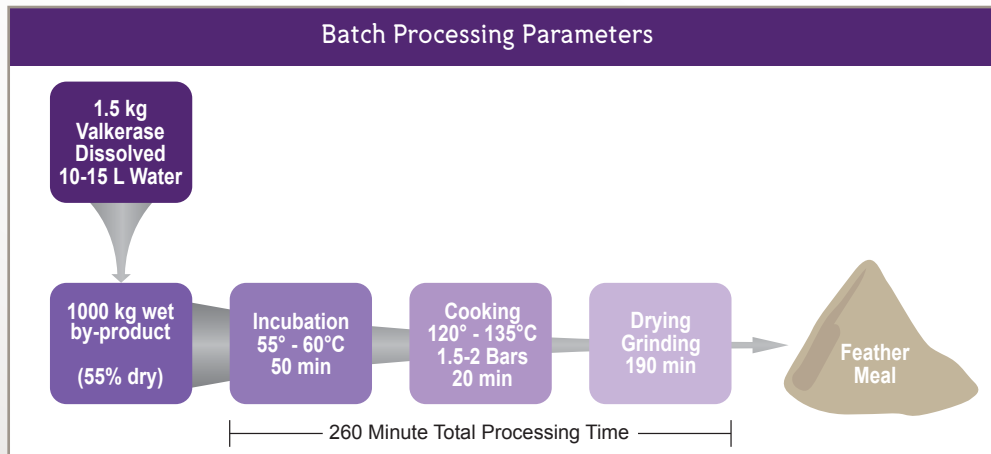 Batch Processing Parameters
1.5 kg
Valkerase
Dissolved
10-15 L Water
1000 kg wet
by-product
(55% dry)
Incubation
55° - 60°C
50 min
Cooking
120° - 135°C
1.5-2 Bars
20 min
Drying
Grinding
190 min
Feather
Meal
260 Minute Total Processing Time